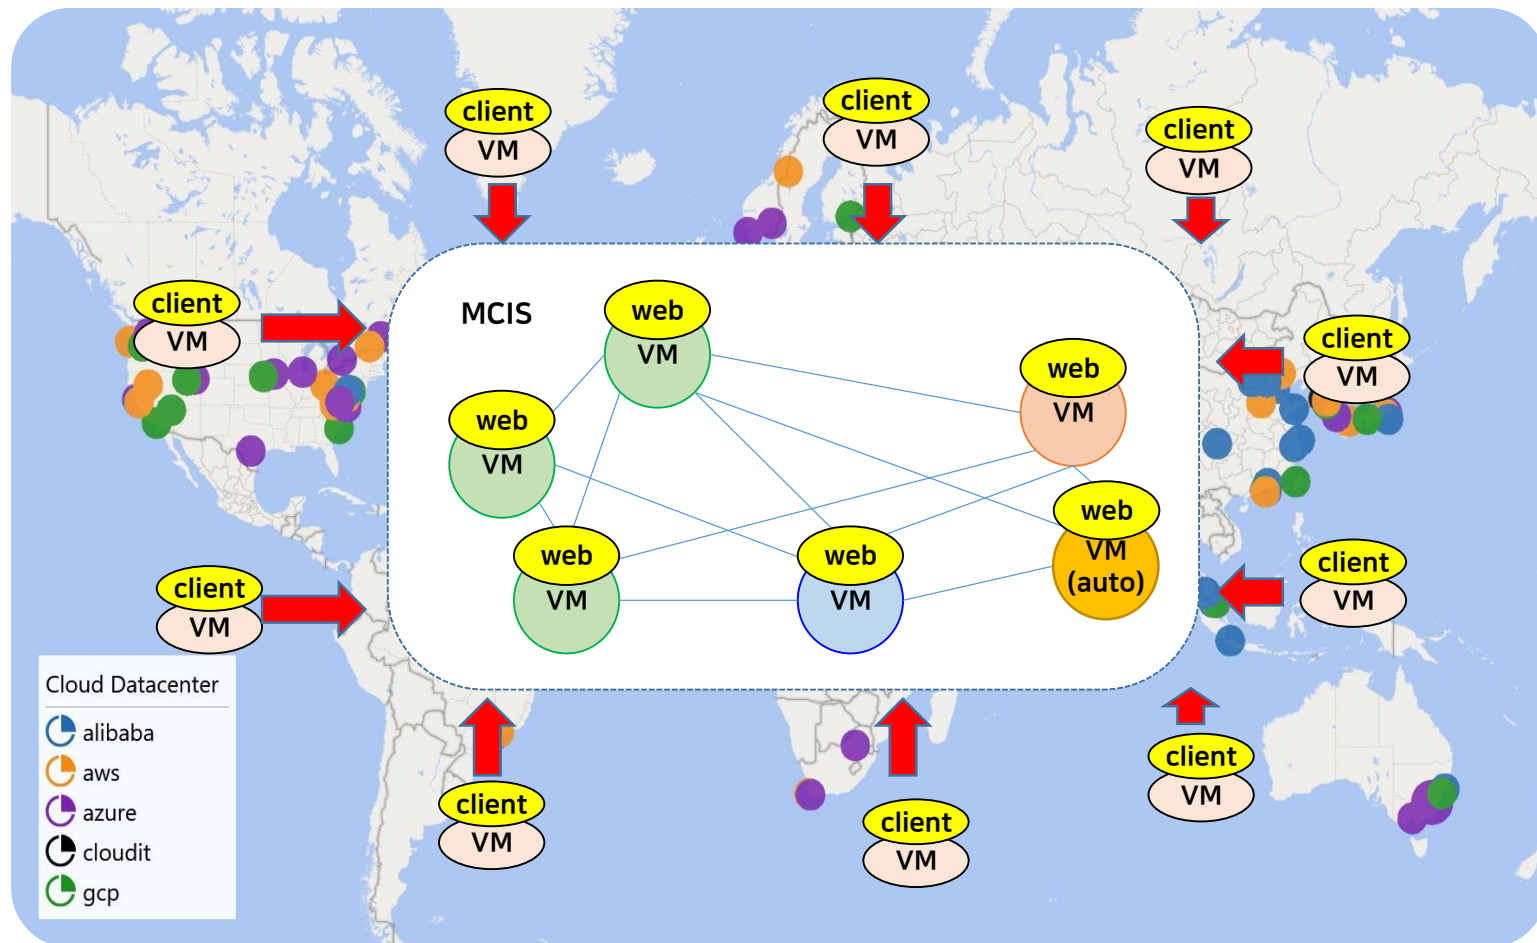 client
VM
client
VM
client
VM
client
VM
MCIS
web
VM
client
VM
web
VM
web
VM
web
VM
(auto)
web
VM
web
VM
client
VM
client
VM
Cloud Datacenter
alibaba
aws
azure
cloudit
gcp
client
VM
client
VM
client
VM